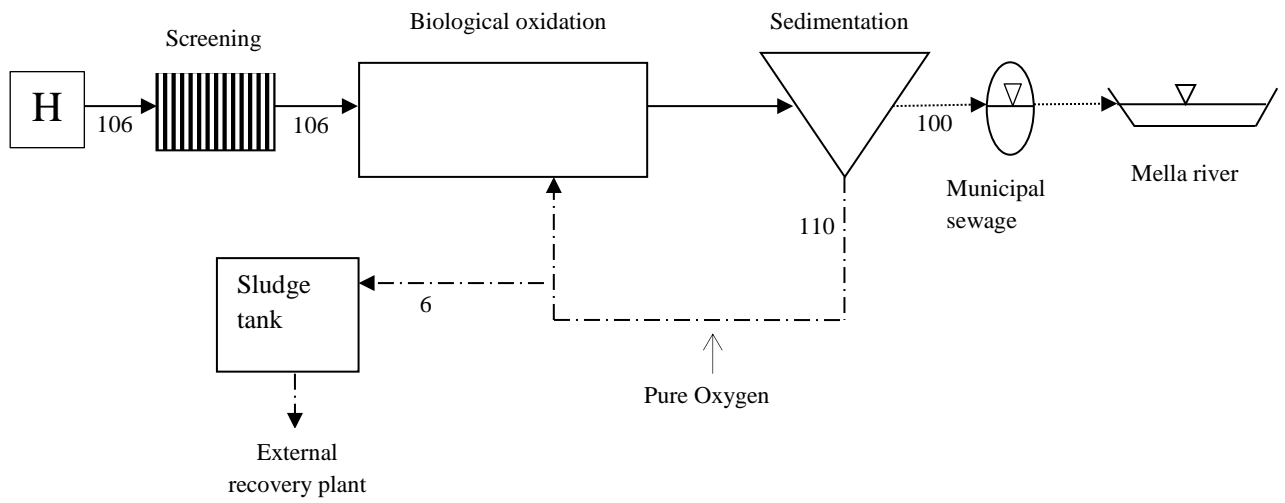 Biological oxidation
Sedimentation
Screening
H
106
106
100
Municipal
sewage
Mella river
110
Sludge
tank
6
Pure Oxygen
External
recovery plant